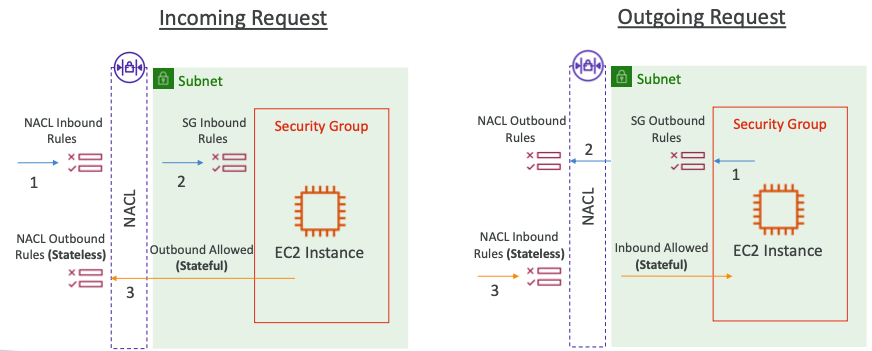 Incoming Request
Subnet
NACL Inbound
Rules
SG Inbound
Rules
Security Group
1
2
NACL
NACL Outbound
Rules (Stateless)
Outbound Allowed
(Stateful)
EC2 Instance
3
Outgoing Request
Subnet
NACL Outbound
Rules
SG Outbound
Rules
Security Group
2
1
NACL
NACL Inbound
Rules (Stateless)
Inbound Allowed
(Stateful)
EC2 Instance
3